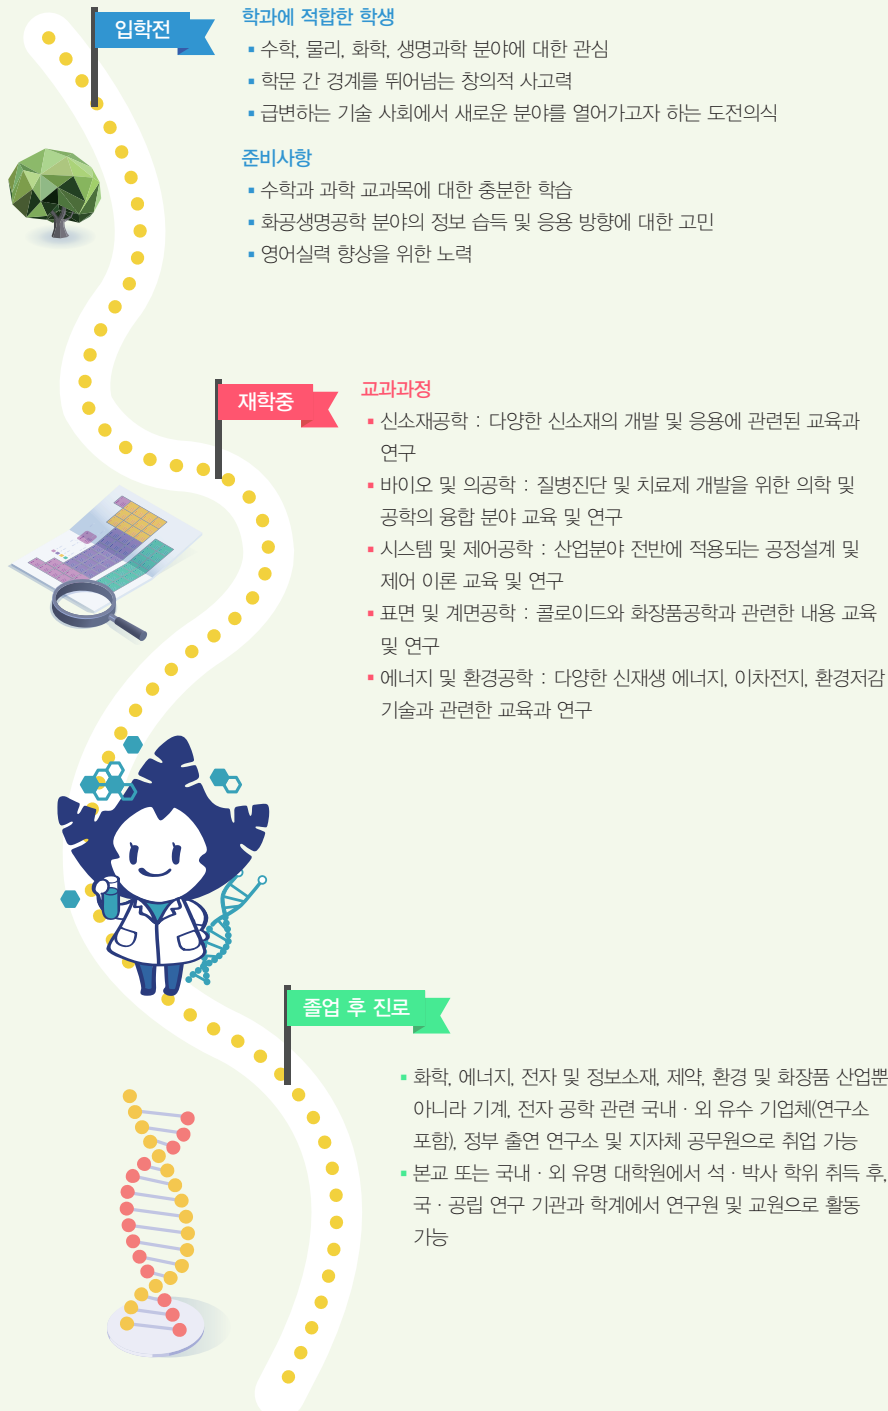 입학전
학과에 적합한 학생
▪ 수학, 물리, 화학, 생명과학 분야에 대한 관심
▪ 학문 간 경계를 뛰어넘는 창의적 사고력
▪ 급변하는 기술 사회에서 새로운 분야를 열어가고자 하는 도전의식
준비사항
▪ 수학과 과학 교과목에 대한 충분한 학습
▪ 화공생명공학 분야의 정보 습득 및 응용 방향에 대한 고민
▪ 영어실력 향상을 위한 노력
재학중
교과과정
▪ 신소재공학 : 다양한 신소재의 개발 및 응용에 관련된 교육과
연구
▪ 바이오 및 의공학 : 질병진단 및 치료제 개발을 위한 의학 및
공학의 융합 분야 교육 및 연구
▪ 시스템 및 제어공학 : 산업분야 전반에 적용되는 공정설계 및
제어 이론 교육 및 연구
▪ 표면 및 계면공학 : 콜로이드와 화장품공학과 관련한 내용 교육
및 연구
▪ 에너지 및 환경공학 : 다양한 신재생 에너지, 이차전지, 환경저감
기술과 관련한 교육과 연구
졸업 후 진로
▪ 화학, 에너지, 전자 및 정보소재, 제약, 환경 및 화장품 산업뿐
아니라 기계, 전자 공학 관련 국내 · 외 유수 기업체(연구소
포함), 정부 출연 연구소 및 지자체 공무원으로 취업 가능
▪ 본교 또는 국내 · 외 유명 대학원에서 석 · 박사 학위 취득 후,
국 · 공립 연구 기관과 학계에서 연구원 및 교원으로 활동
가능